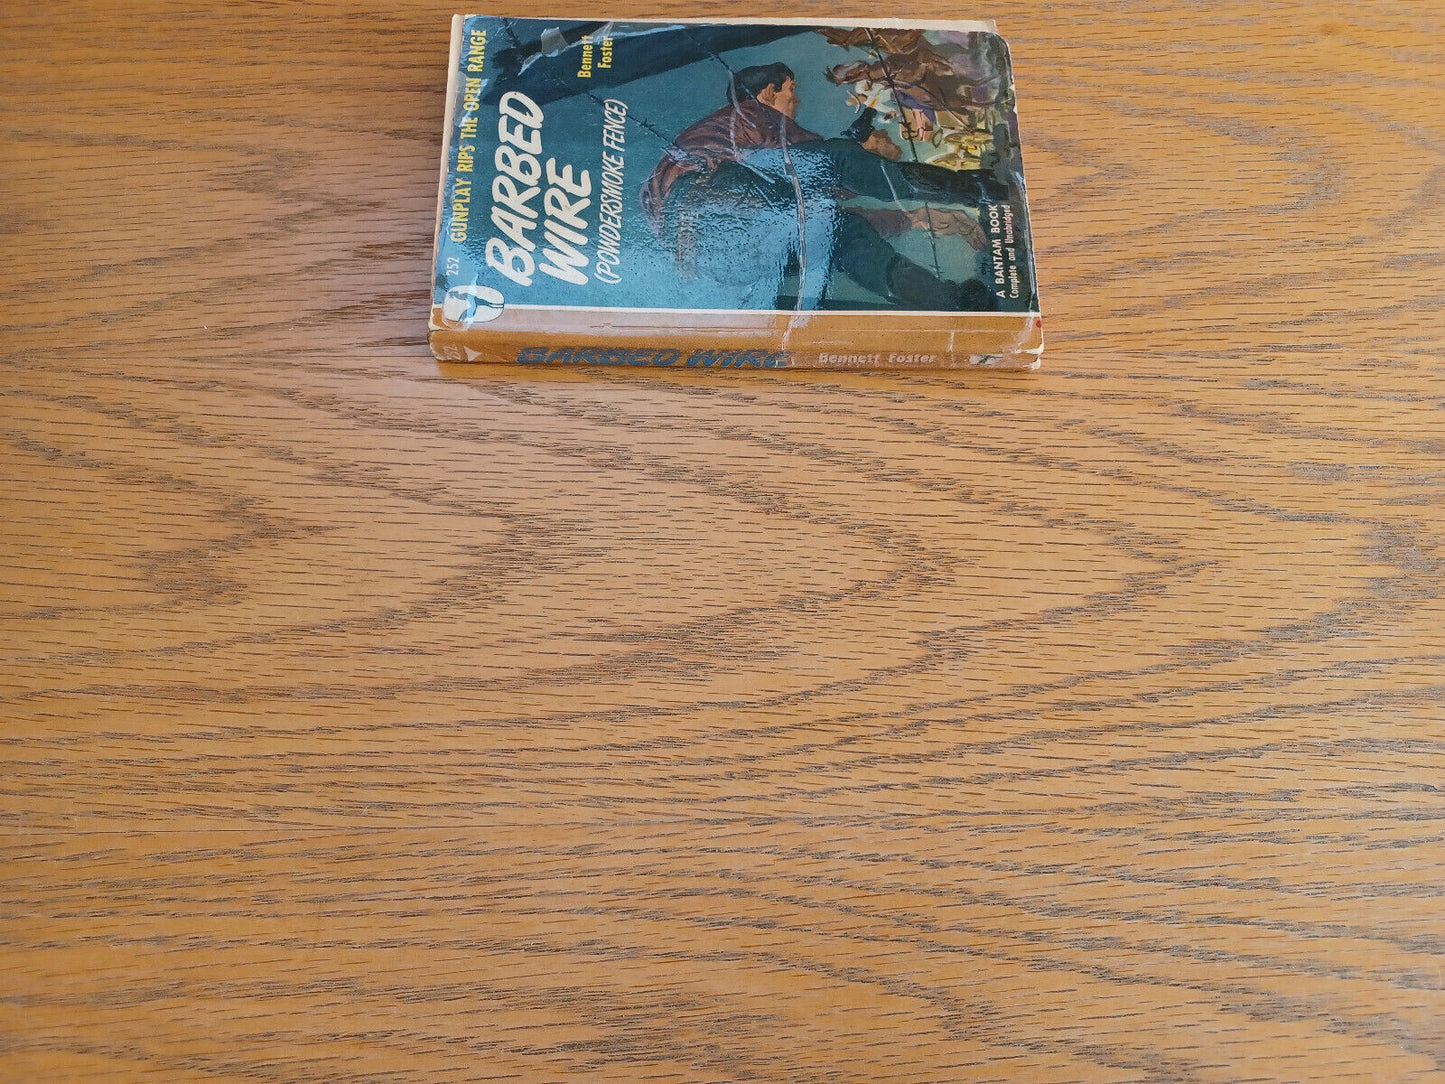 252
GUNPLAY RIPS THE OPEN RANGE
BARBED
WIRE
(POWDERSMOKE FENCE)
Bennett
Foster
A BANTAM BOOK
Complete and Unabridged
252
BARBED WIRE
Bennett Foster